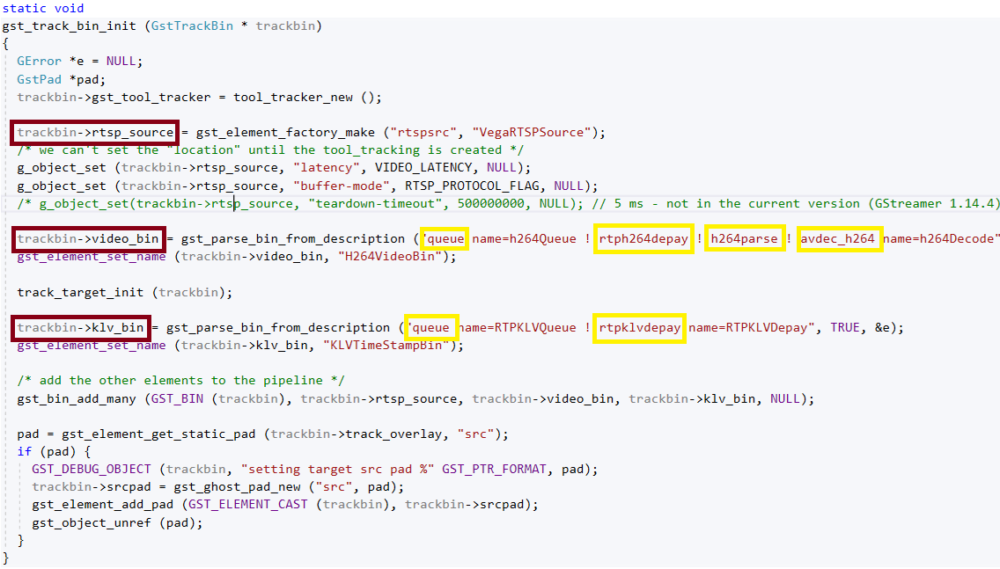 static void
gst_track_bin_init (GstTrackBin * trackbin)
{
  GError *e = NULL;
  GstPad *pad;
  trackbin->gst_tool_tracker = tool_tracker_new ();

  trackbin->rtsp_source = gst_element_factory_make ("rtspsrc", "VegaRTSPSource");
  /* we can't set the "location" until the tool_tracking is created */
  g_object_set (trackbin->rtsp_source, "latency", VIDEO_LATENCY, NULL);
  g_object_set (trackbin->rtsp_source, "buffer-mode", RTSP_PROTOCOL_FLAG, NULL);
  /* g_object_set(trackbin->rtsp_source, "teardown-timeout", 500000000, NULL); // 5 ms - not in the current version (GStreamer 1.14.4)

  trackbin->video_bin = gst_parse_bin_from_description ("queue name=h264Queue ! rtph264depay ! h264parse ! avdec_h264 name=h264Decode"
  gst_element_set_name (trackbin->video_bin, "H264VideoBin");

  track_target_init (trackbin);

  trackbin->klv_bin = gst_parse_bin_from_description ("queue name=RTPKLVQueue ! rtpklvdepay name=RTPKLVDepay", TRUE, &e);
  gst_element_set_name (trackbin->klv_bin, "KLVTimeStampBin");

  /* add the other elements to the pipeline */
  gst_bin_add_many (GST_BIN (trackbin), trackbin->rtsp_source, trackbin->video_bin, trackbin->klv_bin, NULL);

  pad = gst_element_get_static_pad (trackbin->track_overlay, "src");
  if (pad) {
    GST_DEBUG_OBJECT (trackbin, "setting target src pad %" GST_PTR_FORMAT, pad);
    trackbin->srcpad = gst_ghost_pad_new ("src", pad);
    gst_element_add_pad (GST_ELEMENT_CAST (trackbin), trackbin->srcpad);
    gst_object_unref (pad);
  }
}